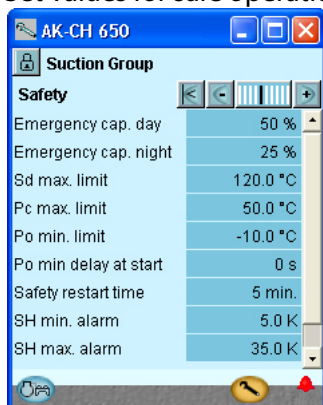 AK-CH 650
Suction Group
Safety
Emergency cap. day 50 %
Emergency cap. night 25 %
Sd max. limit 120.0 °C
Pc max. limit 50.0 °C
Po min. limit -10.0 °C
Po min delay at start 0 s
Safety restart time 5 min.
SH min. alarm 5.0 K
SH max. alarm 35.0 K